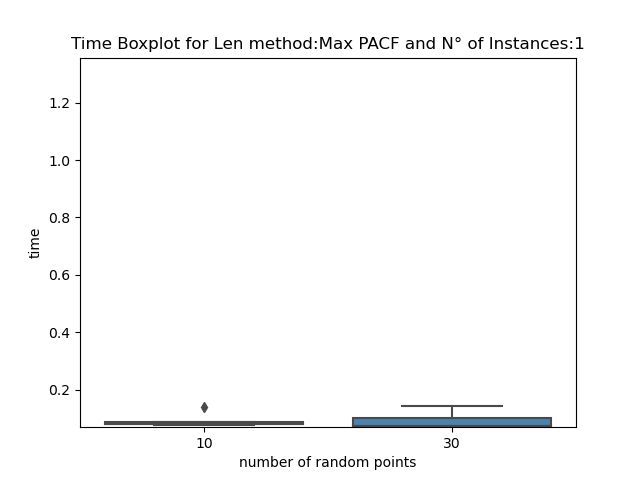 Time Boxplot for Len method:Max PACF and N° of Instances:1
1.2
1.0
0.8
0.6
0.4
0.2
time
10
30
number of random points